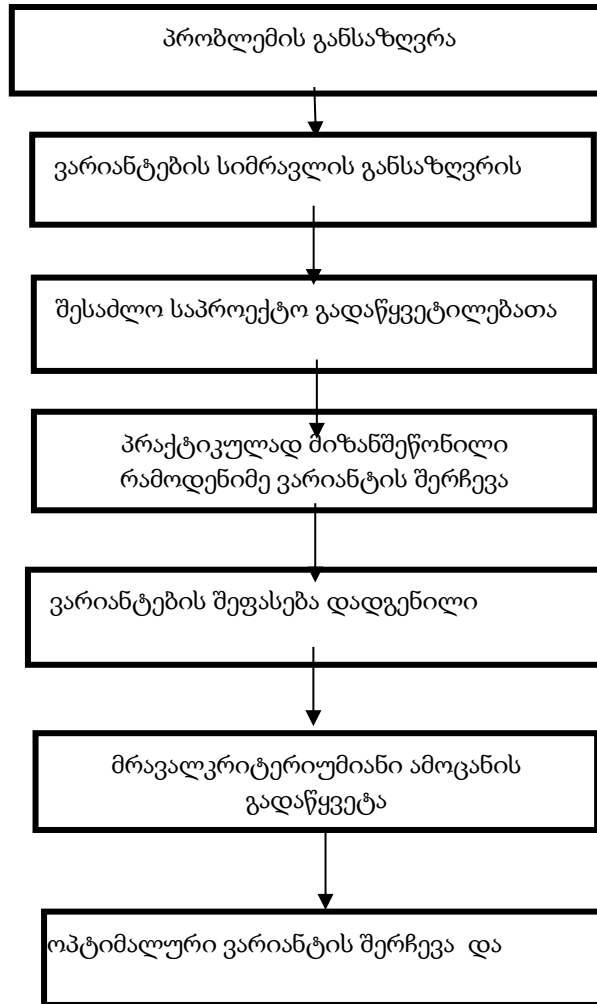 პრობლემის განსაზღვრა
ვარიანტების სიმრავლის განსაზღვრის
შესაძლო საპროექტო გადაწყვეტილებათა
პრაქტიკულად მიზანშეწონილი
რამოდენიმე ვარიანტის შერჩევა
ვარიანტების შეფასება დადგენილი
მრავალკრიტერიუმიანი ამოცანის
გადაწყვეტა
ოპტიმალური ვარიანტის შერჩევა და